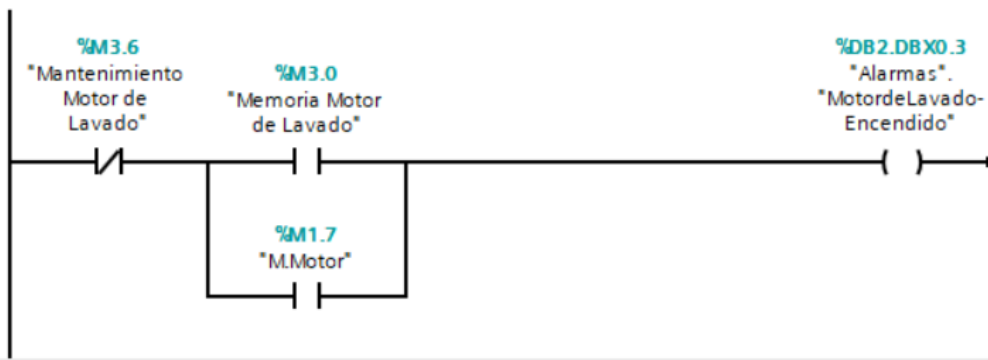 %M3.6
"Mantenimiento
Motor de
Lavado"
%M3.0
"Memoria Motor
de Lavado"
%DB2.DBX0.3
"Alarmas".
"MotordeLavado-
Encendido"
%M1.7
"M.Motor"